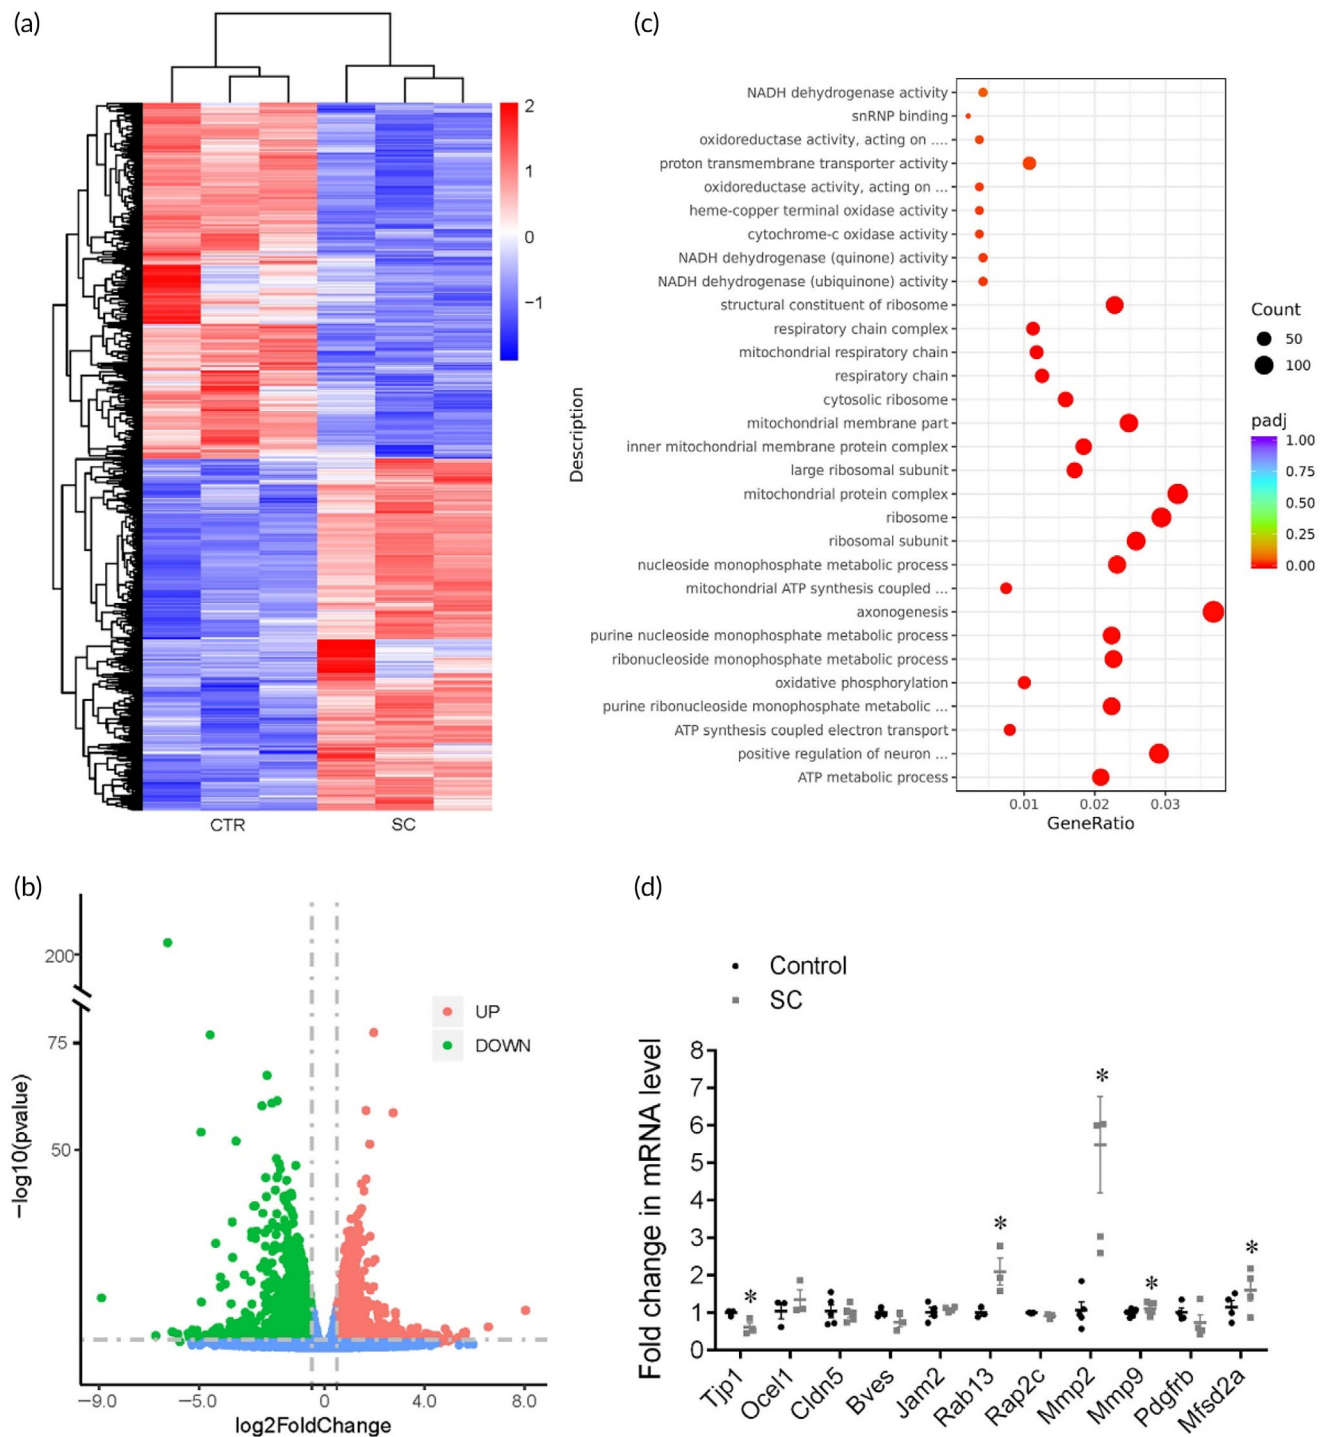 (a)
2
1
0
−1
CTR
SC
(c)
Description
NADH dehydrogenase activity
snRNP binding
oxidoreductase activity, acting on ....
proton transmembrane transporter activity
oxidoreductase activity, acting on ...
heme-copper terminal oxidase activity
cytochrome-c oxidase activity
NADH dehydrogenase (quinone) activity
NADH dehydrogenase (ubiquinone) activity
structural constituent of ribosome
respiratory chain complex
mitochondrial respiratory chain
respiratory chain
cytosolic ribosome
mitochondrial membrane part
inner mitochondrial membrane protein complex
large ribosomal subunit
mitochondrial protein complex
ribosome
ribosomal subunit
nucleoside monophosphate metabolic process
mitochondrial ATP synthesis coupled ...
axonogenesis
purine nucleoside monophosphate metabolic process
ribonucleoside monophosphate metabolic process
oxidative phosphorylation
purine ribonucleoside monophosphate metabolic ...
ATP synthesis coupled electron transport
positive regulation of neuron ...
ATP metabolic process
0.01 0.02 0.03
GeneRatio
Count
50
100
padj
1.00
0.75
0.50
0.25
0.00
(b)
−log10(pvalue)
200
75
50
UP
DOWN
−9.0 −5.0 0 4.0 8.0
log2FoldChange
(d)
Control
SC
Fold change in mRNA level
8
7
6
5
4
3
2
1
0
* * * * *
Tjp1 Ocel1 Cldn5 Bves Jam2 Rab13 Rap2c Mmp2 Mmp9 Pdgfrb Mfsd2a